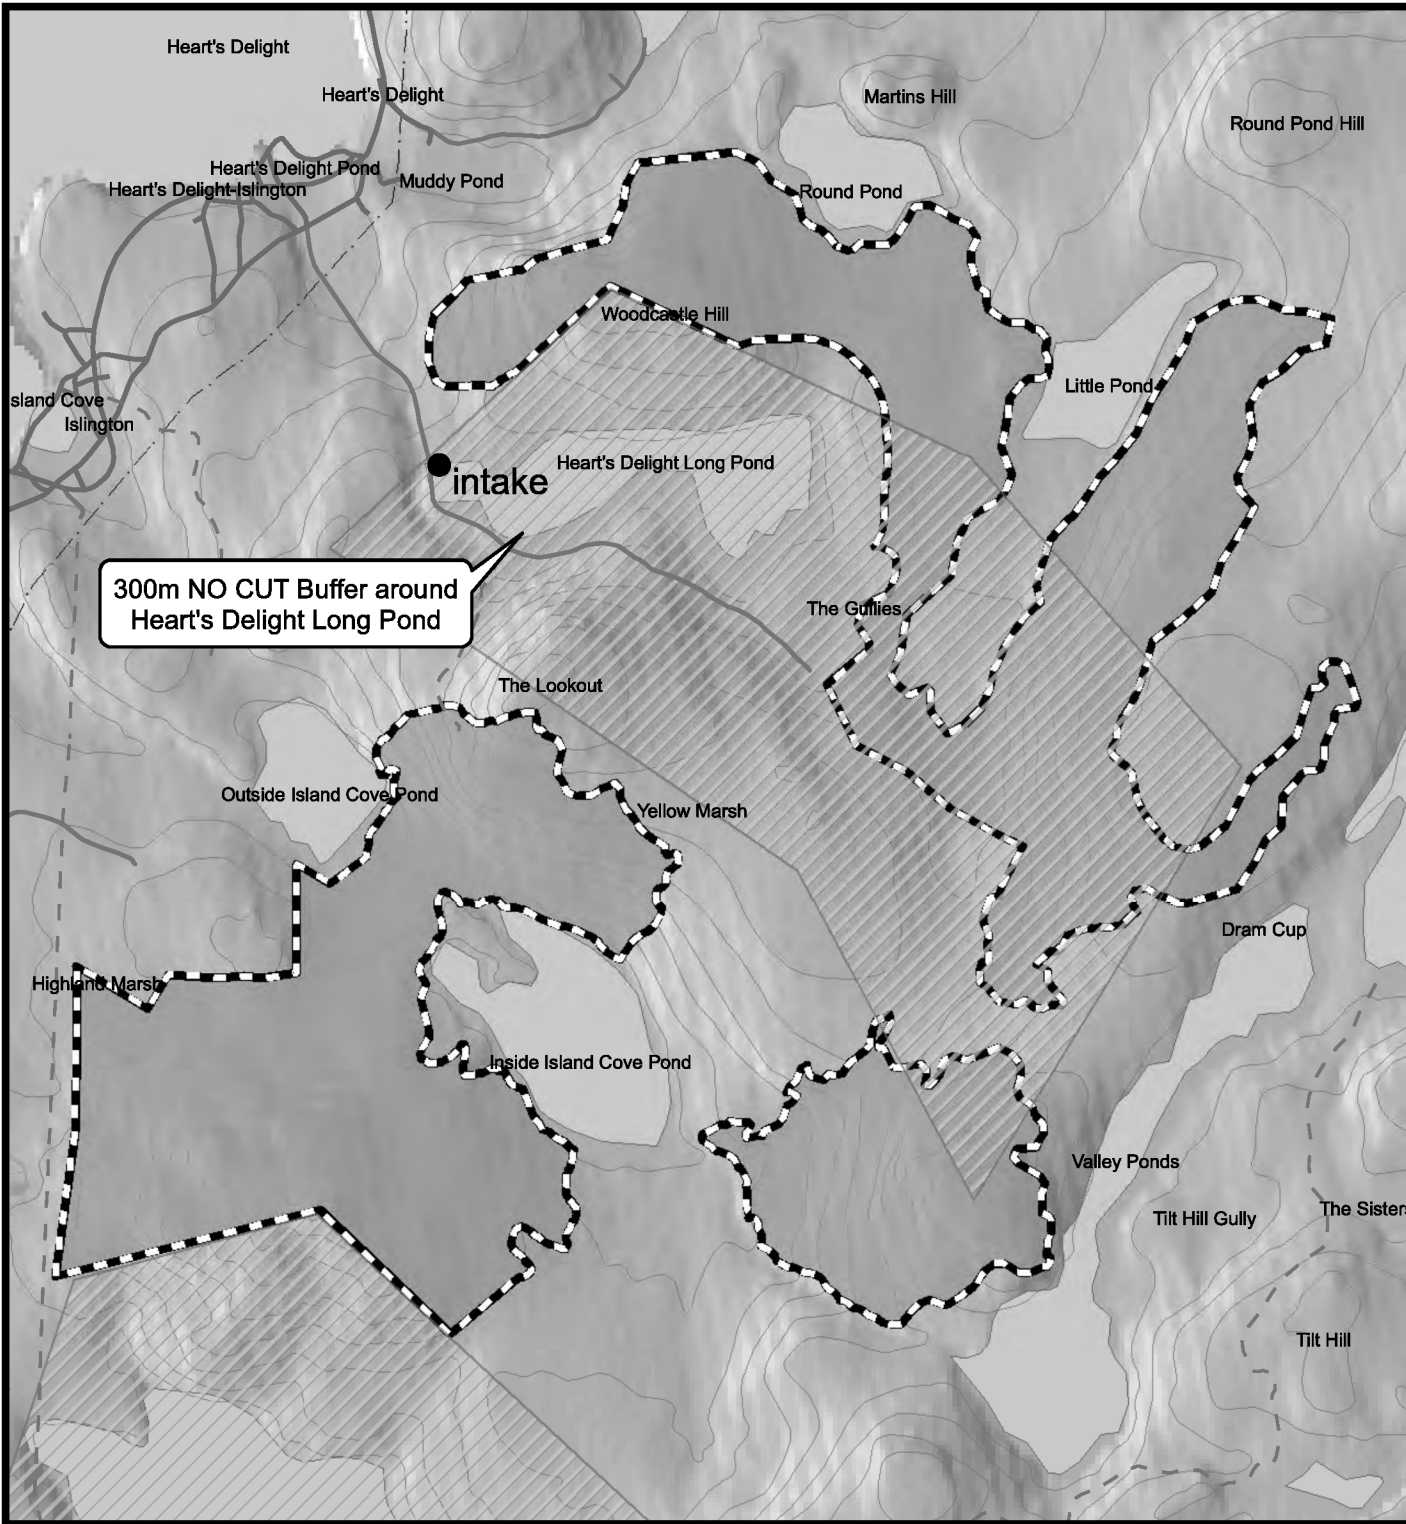 Heart's Delight
Heart's Delight
Martins Hill
Round Pond Hill
Heart's Delight Pond
Muddy Pond
Heart's Delight-Islington
Round Pond
Woodcastle Hill
Little Pond
sland Cove
Islington
Heart's Delight Long Pond
intake
300m NO CUT Buffer around
Heart's Delight Long Pond
The Gullies
The Lookout
Outside Island Cove Pond
Yellow Marsh
Dram Cup
Highland Marsh
Inside Island Cove Pond
Valley Ponds
Tilt Hill Gully
The Sisters
Tilt Hill